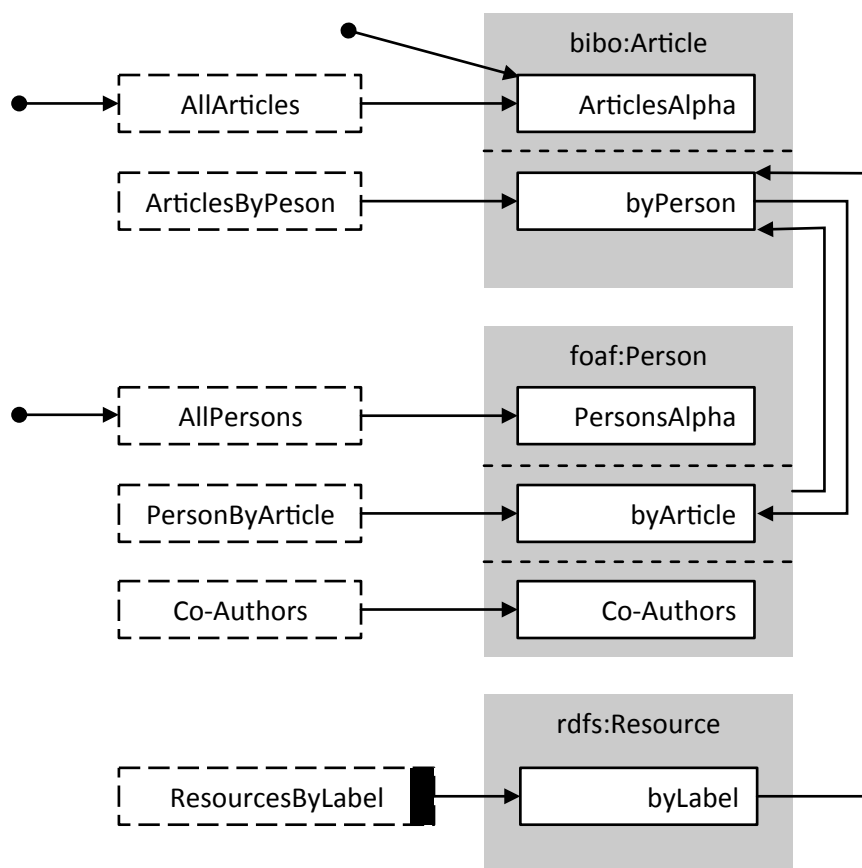 bibo:Article
AllArticles
ArticlesAlpha
ArticlesByPeson
byPerson
foaf:Person
AllPersons
PersonsAlpha
PersonByArticle
byArticle
Co-Authors
Co-Authors
rdfs:Resource
ResourcesByLabel
byLabel